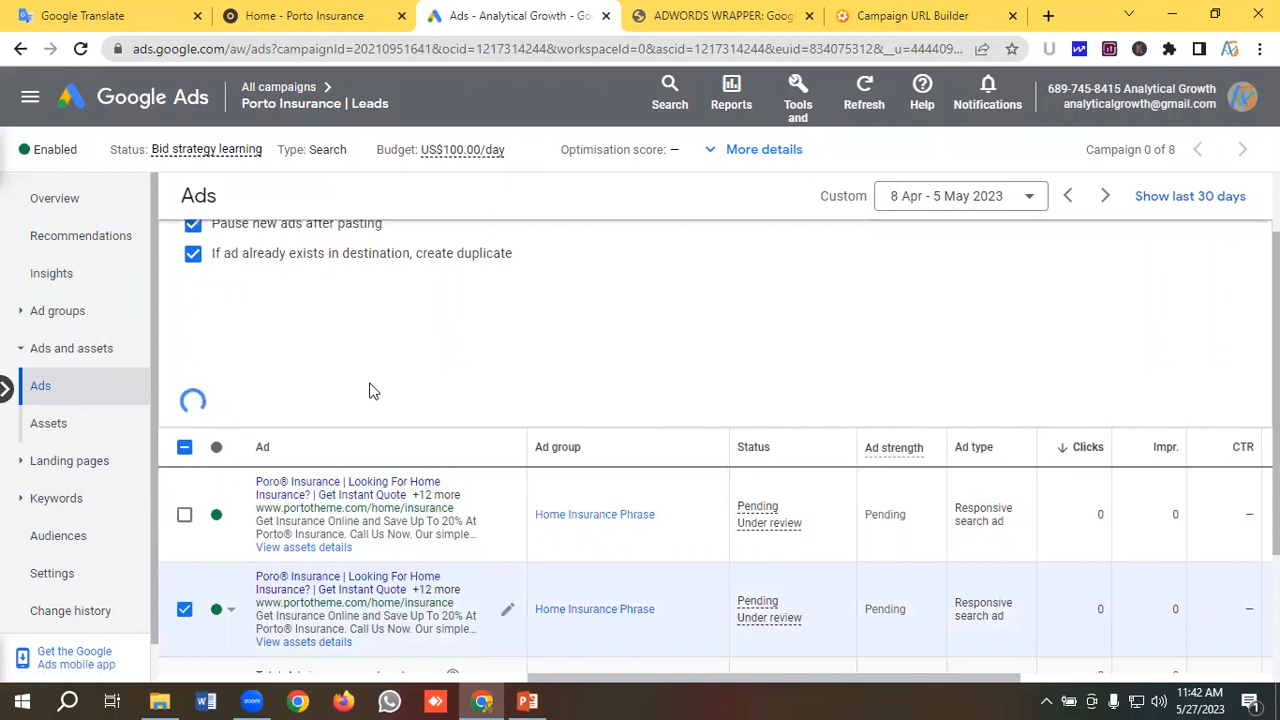 Google Translate
Home - Porto Insurance
Ads - Analytical Growth - Go
ADWORDS WRAPPER: Goog
Campaign URL Builder
ads.google.com/aw/ads?campaignId=20210951641&ocid=1217314244&workspaceId=0&ascid=1217314244&euid=834075312&__u=444409...
Google Ads
All campaigns
Porto Insurance | Leads
Search
Reports
Tools
and
Refresh
Help
Notifications
689-745-8415 Analytical Growth
analyticalgrowth@gmail.com
Enabled
Status: Bid strategy learning
Type: Search
Budget: US$100.00/day
Optimisation score: –
More details
Campaign 0 of 8
Overview
Recommendations
Insights
Ad groups
Ads and assets
Ads
Assets
Landing pages
Keywords
Audiences
Settings
Change history
Get the Google
Ads mobile app
Ads
Custom
8 Apr - 5 May 2023
Show last 30 days
Pause new ads after pasting
If ad already exists in destination, create duplicate
Ad
Ad group
Status
Ad strength
Ad type
Clicks
Impr.
CTR
Poro® Insurance | Looking For Home
Insurance? | Get Instant Quote +12 more
www.portotheme.com/home/insurance
Get Insurance Online and Save Up To 20% At
Porto® Insurance. Call Us Now. Our simple...
View assets details
Home Insurance Phrase
Pending
Under review
Pending
Responsive
search ad
0
0
–
Poro® Insurance | Looking For Home
Insurance? | Get Instant Quote +12 more
www.portotheme.com/home/insurance
Get Insurance Online and Save Up To 20% At
Porto® Insurance. Call Us Now. Our simple...
View assets details
Home Insurance Phrase
Pending
Under review
Pending
Responsive
search ad
0
0
–
11:42 AM
5/27/2023